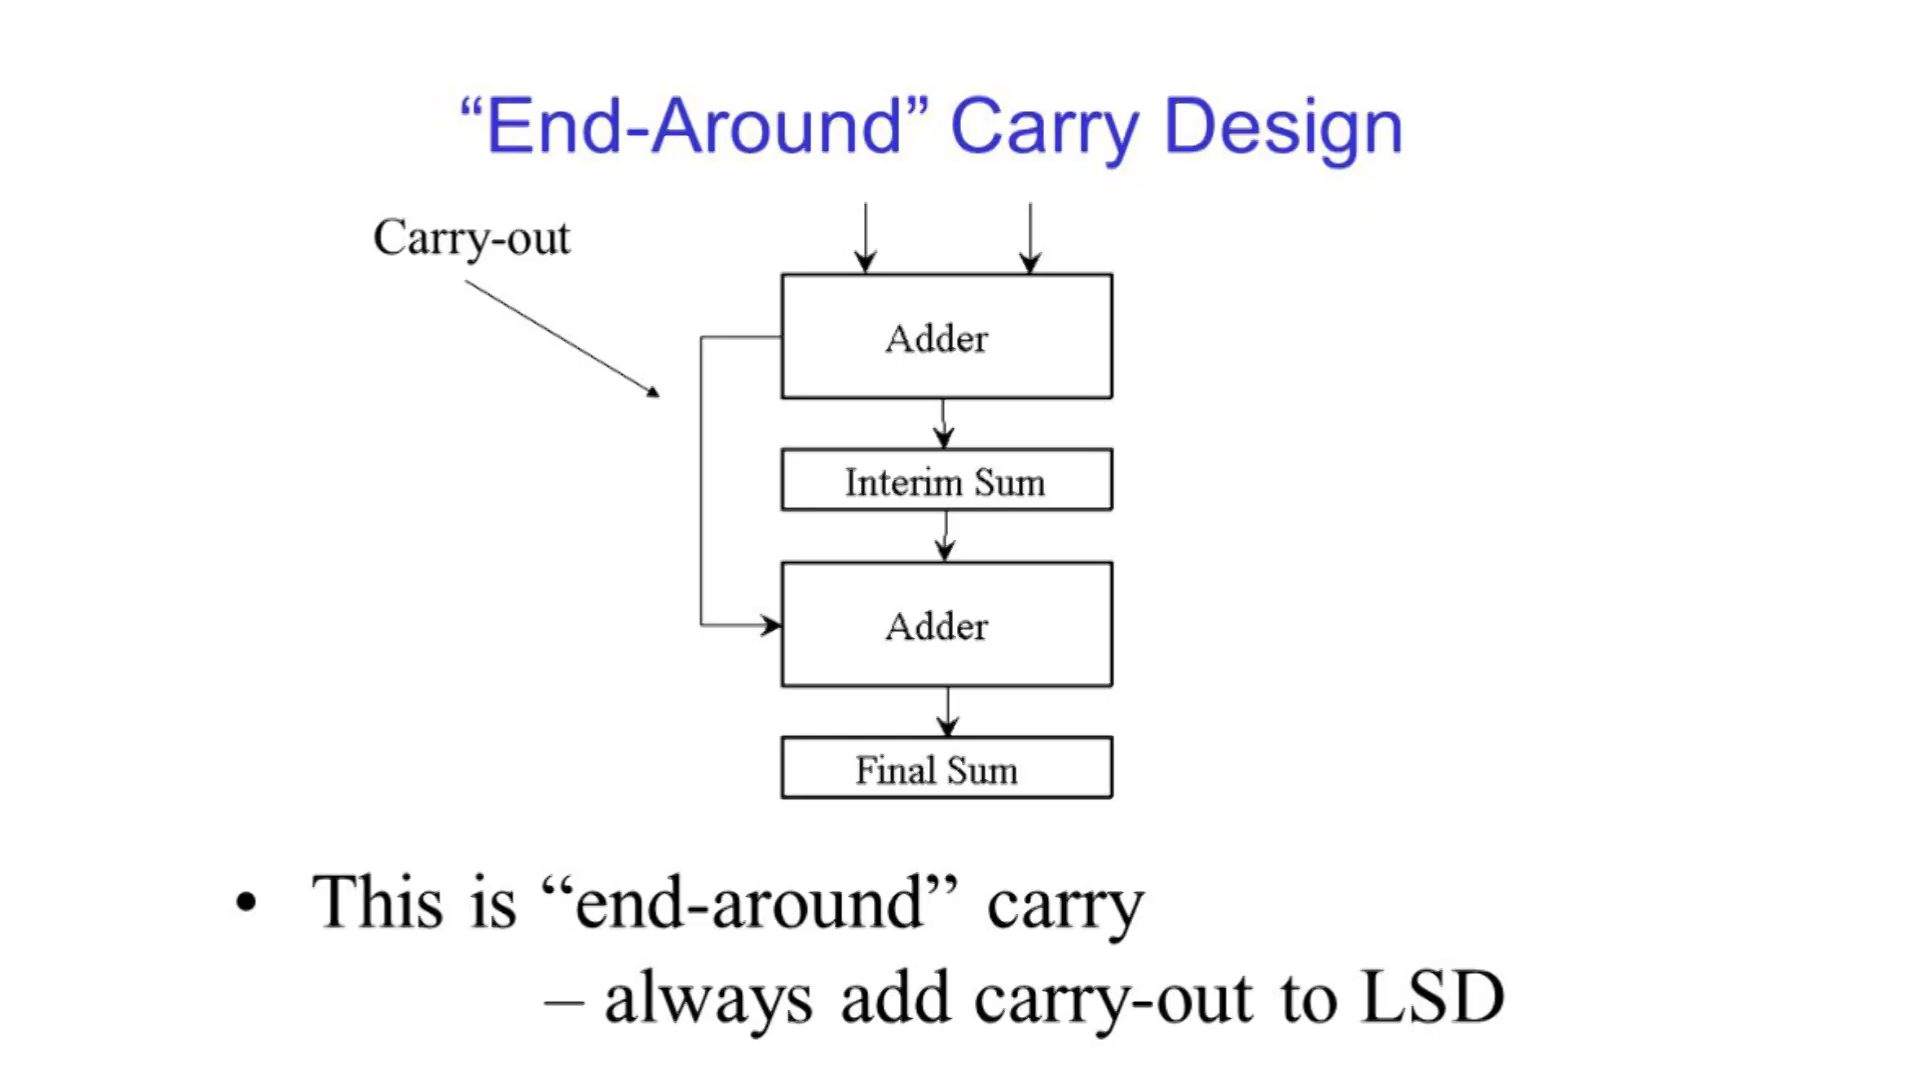 “End-Around” Carry Design
Carry-out
Adder
Interim Sum
Adder
Final Sum
• This is “end-around” carry
– always add carry-out to LSD